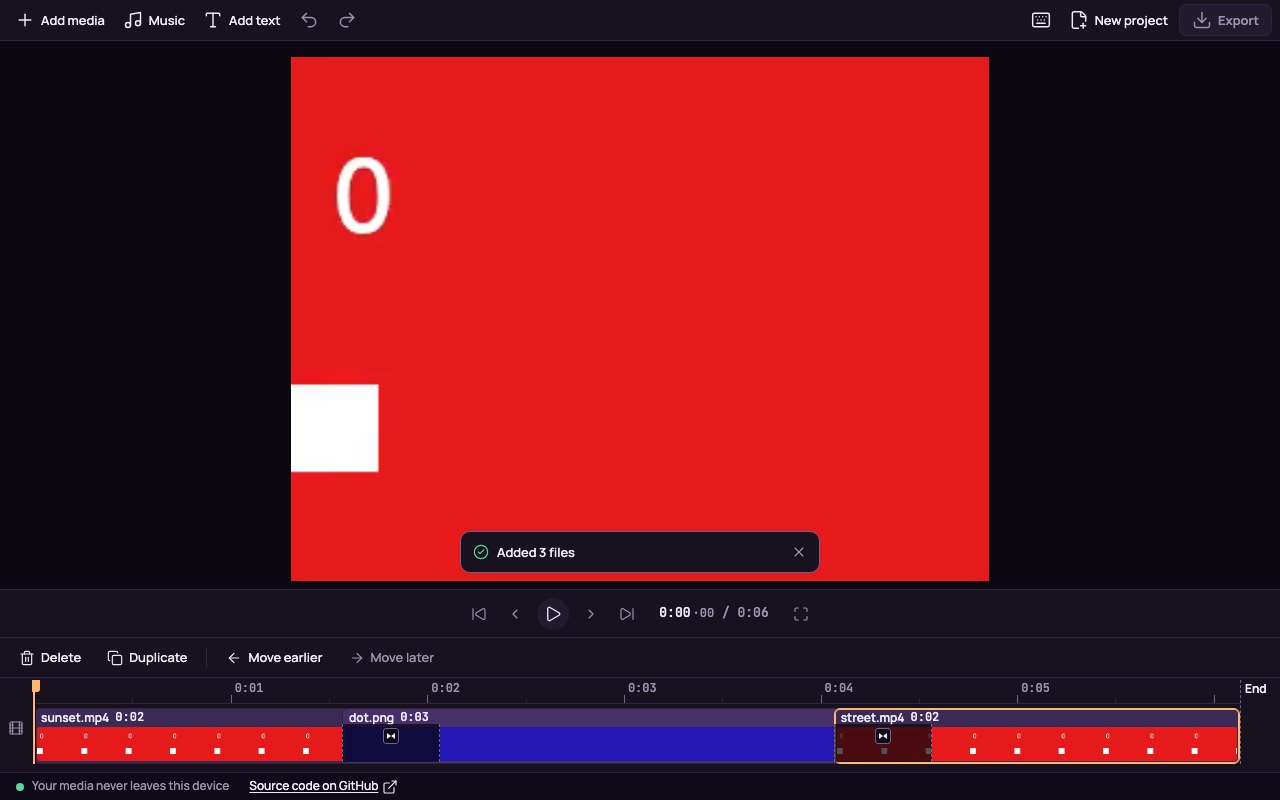 Add media
Music
Add text
New project
Export
0
Added 3 files
0:00·00 / 0:06
Delete
Duplicate
Move earlier
Move later
0:01
0:02
0:03
0:04
0:05
End
sunset.mp4 0:02
dot.png 0:03
street.mp4 0:02
Your media never leaves this device
Source code on GitHub